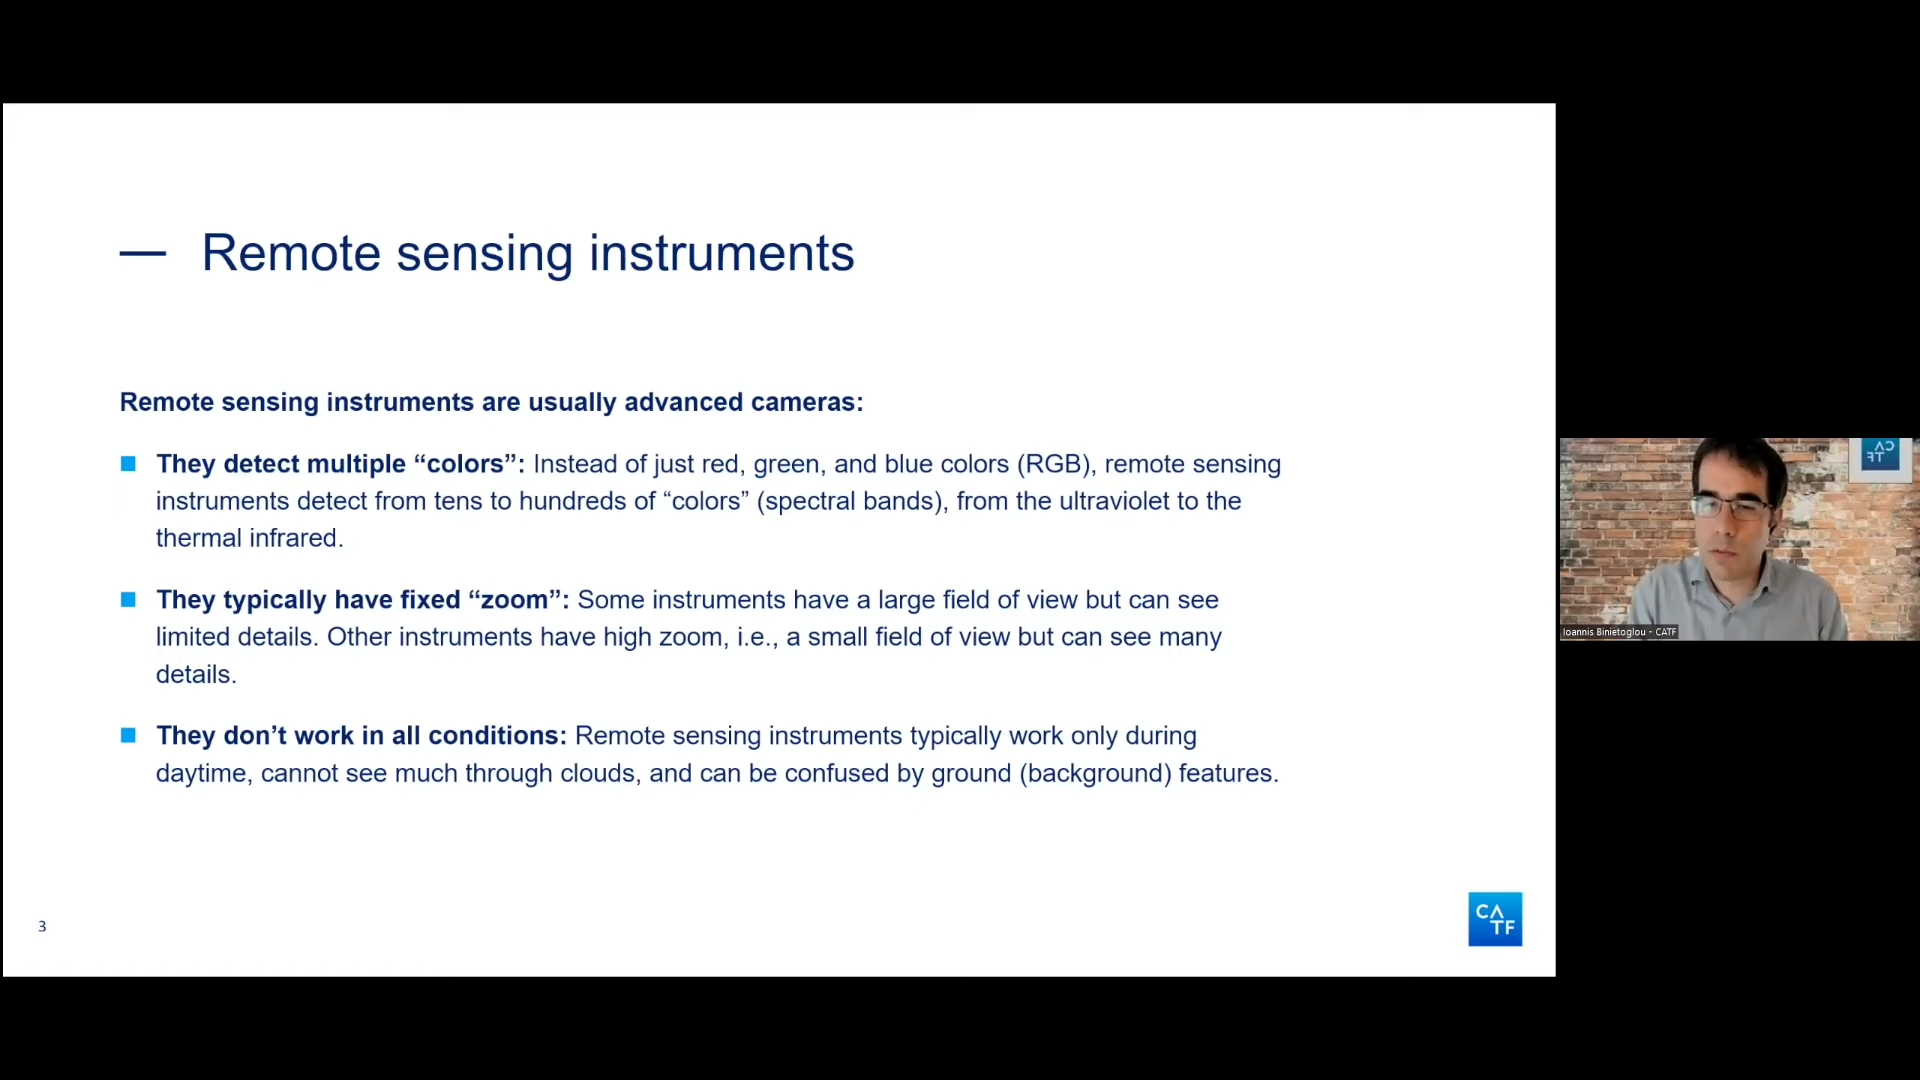 — Remote sensing instruments
Remote sensing instruments are usually advanced cameras:
They detect multiple “colors”: Instead of just red, green, and blue colors (RGB), remote sensing
instruments detect from tens to hundreds of “colors” (spectral bands), from the ultraviolet to the
thermal infrared.
They typically have fixed “zoom”: Some instruments have a large field of view but can see
limited details. Other instruments have high zoom, i.e., a small field of view but can see many
details.
They don’t work in all conditions: Remote sensing instruments typically work only during
daytime, cannot see much through clouds, and can be confused by ground (background) features.
3
CA
TF
CA
TF
Ioannis Binietoglou - CATF